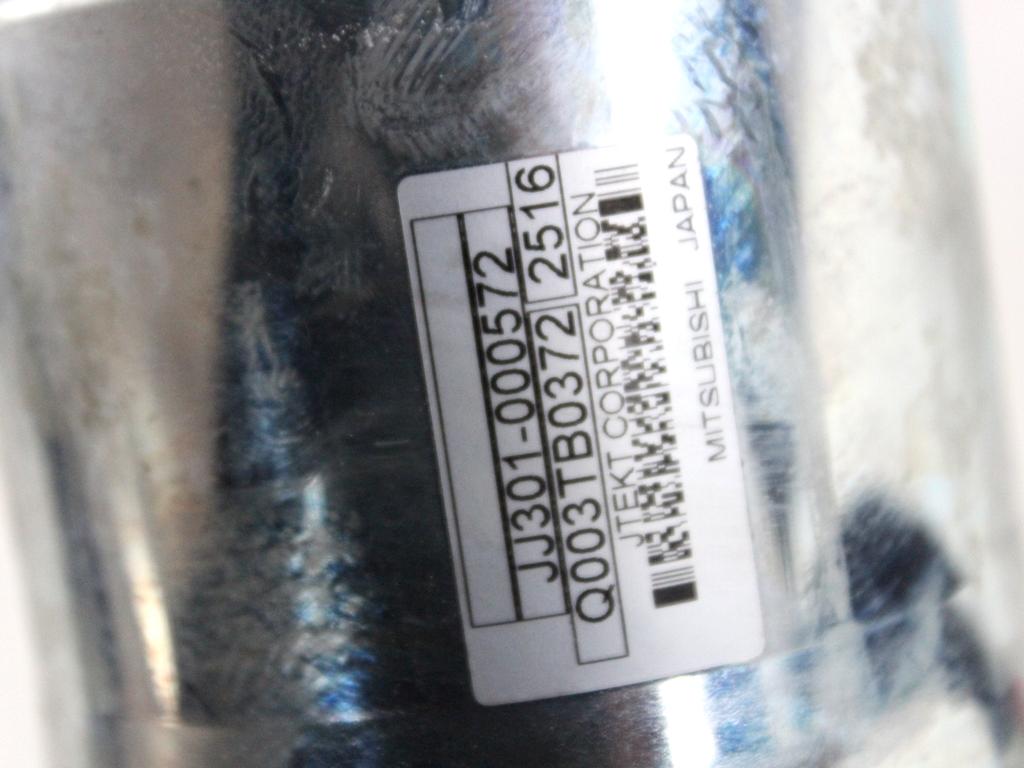 JJ301-000572
Q003TB0372 2516
JTEKT CORPORATION
MITSUBISHI JAPAN